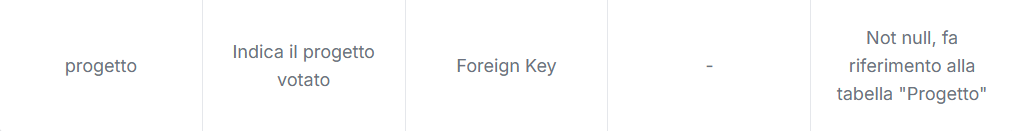 progetto
Indica il progetto
votato
Foreign Key
-
Not null, fa
riferimento alla
tabella "Progetto"